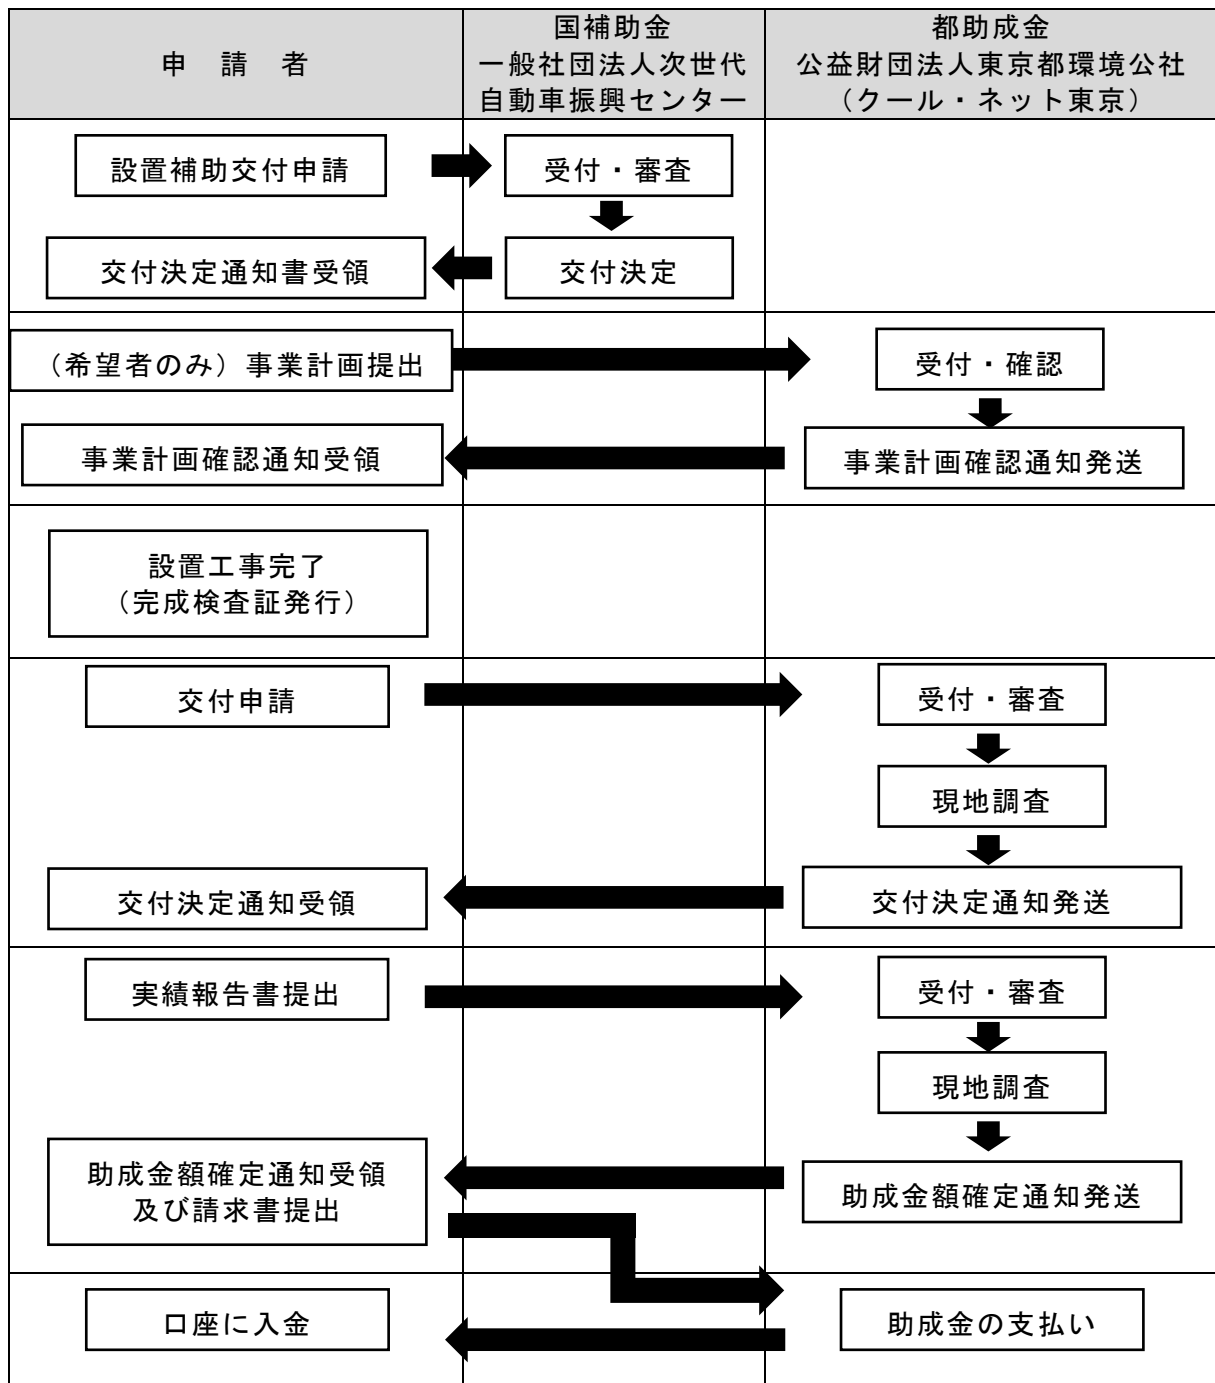 申　請　者
国補助金
一般社団法人次世代
自動車振興センター
都助成金
公益財団法人東京都環境公社
（クール・ネット東京）
設置補助交付申請
受付・審査
交付決定通知書受領
交付決定
（希望者のみ）事業計画提出
受付・確認
事業計画確認通知受領
事業計画確認通知発送
設置工事完了
（完成検査証発行）
交付申請
受付・審査
現地調査
交付決定通知受領
交付決定通知発送
実績報告書提出
受付・審査
現地調査
助成金額確定通知受領
及び請求書提出
助成金額確定通知発送
口座に入金
助成金の支払い